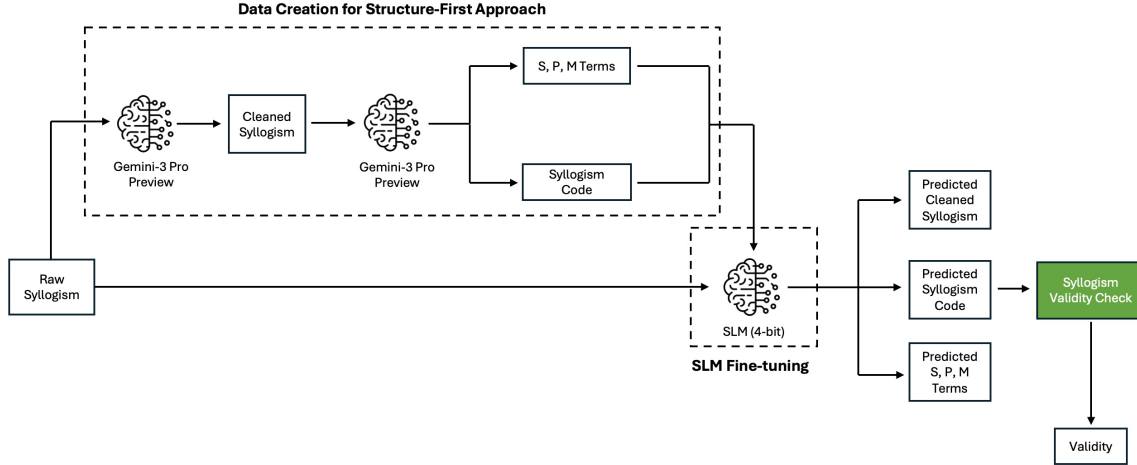 Data Creation for Structure-First Approach
S, P, M Terms
Cleaned
Syllogism
Gemini-3 Pro
Preview
Gemini-3 Pro
Preview
Syllogism
Code
Raw
Syllogism
SLM (4-bit)
SLM Fine-tuning
Predicted
Cleaned
Syllogism
Predicted
Syllogism
Code
Syllogism
Validity Check
Predicted
S, P, M
Terms
Validity